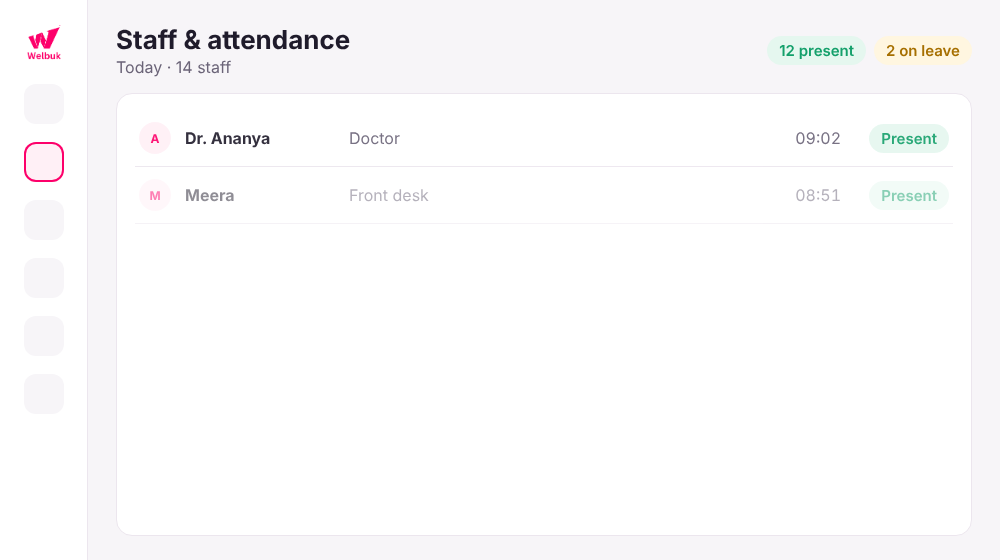 Welbuk
Staff & attendance
Today · 14 staff
12 present
2 on leave
A Dr. Ananya Doctor 09:02 Present
M Meera Front desk 08:51 Present